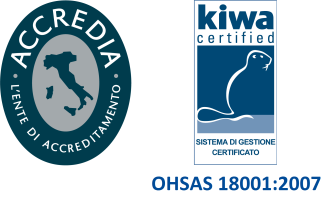 ACCREDIA
L'ENTE DI ACCREDITAMENTO
kiwa
certified
SISTEMA DI GESTIONE
CERTIFICATO
OHSAS 18001:2007